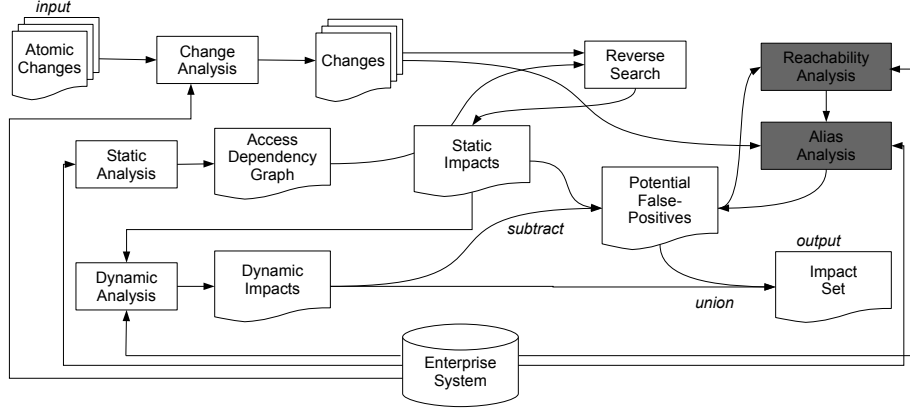 input
Atomic
Changes
Change
Analysis
Changes
Reverse
Search
Reachability
Analysis
Static
Analysis
Access
Dependency
Graph
Static
Impacts
Alias
Analysis
Potential
False-
Positives
subtract
Dynamic
Analysis
Dynamic
Impacts
output
Impact
Set
union
Enterprise
System